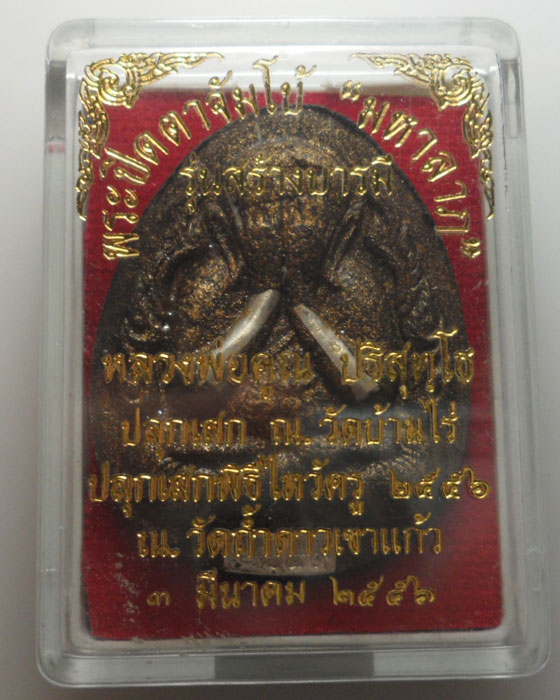 พระปิดตาจัมโบ้ “มหาลาภ”
รุ่นสร้างบารมี
หลวงพ่อคูณ ปริสุทฺโธ
ปลุกเสก ณ. วัดบ้านไร่
ปลุกเสกพิธีไหว้ครู ๒๕๕๖
ณ. วัดถ้ำดาวเขาแก้ว
๓ มีนาคม ๒๕๕๖